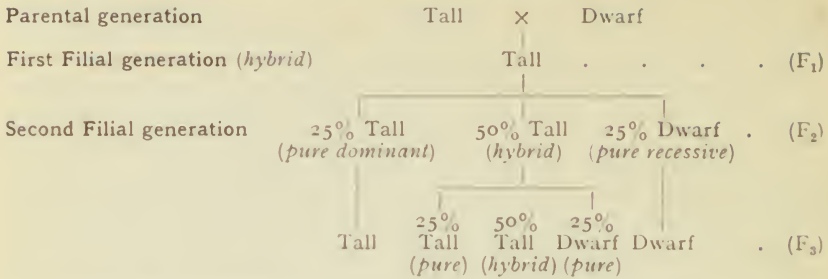 Parental generation Tall × Dwarf
First Filial generation (hybrid) Tall . . . . (F₁)
Second Filial generation 25% Tall 50% Tall 25% Dwarf . (F₂)
(pure dominant) (hybrid) (pure recessive)
25% 50% 25%
Tall Tall Tall Dwarf Dwarf . (F₃)
(pure) (hybrid) (pure)